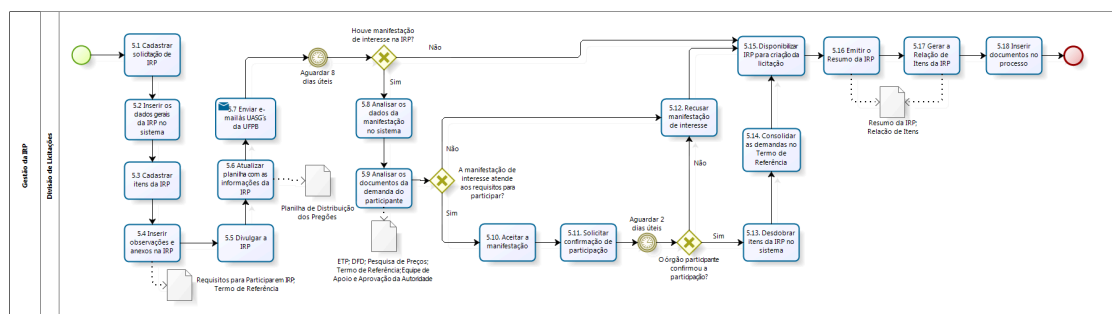 Gestão da IRP
Divisão de Licitações
5.1 Cadastrar
solicitação de
IRP
5.2 Inserir os
dados gerais
da IRP no
sistema
5.3 Cadastrar
itens da IRP
5.4 Inserir
observações e
anexos na IRP
Requisitos para Participar em IRP;
Termo de Referência
5.5 Divulgar a
IRP
5.6 Atualizar
planilha com as
informações da
IRP
Planilha de Distribuição
dos Pregões
5.7 Enviar e-
mail às UASG's
da UFPB
Aguardar 8
dias úteis
Houve manifestação
de interesse na IRP?
Não
Sim
5.8 Analisar os
dados da
manifestação
no sistema
5.9 Analisar os
documentos da
demanda do
participante
ETP; DFD; Pesquisa de Preços;
Termo de Referência;Equipe de
Apoio e Aprovação da Autoridade
A manifestação de
interesse atende
aos requisitos para
participar?
Não
Sim
5.10. Aceitar a
manifestação
5.11. Solicitar
confirmação de
participação
Aguardar 2
dias úteis
O órgão participante
confirmou a
participação?
Não
Sim
5.12. Recusar
manifestação
de interesse
5.13. Desdobrar
itens da IRP no
sistema
5.14. Consolidar
as demandas no
Termo de
Referência
5.15. Disponibilizar
IRP para criação da
licitação
5.16 Emitir o
Resumo da IRP
5.17 Gerar a
Relação de
Itens da IRP
Resumo da IRP;
Relacão de Itens
5.18 Inserir
documentos no
processo